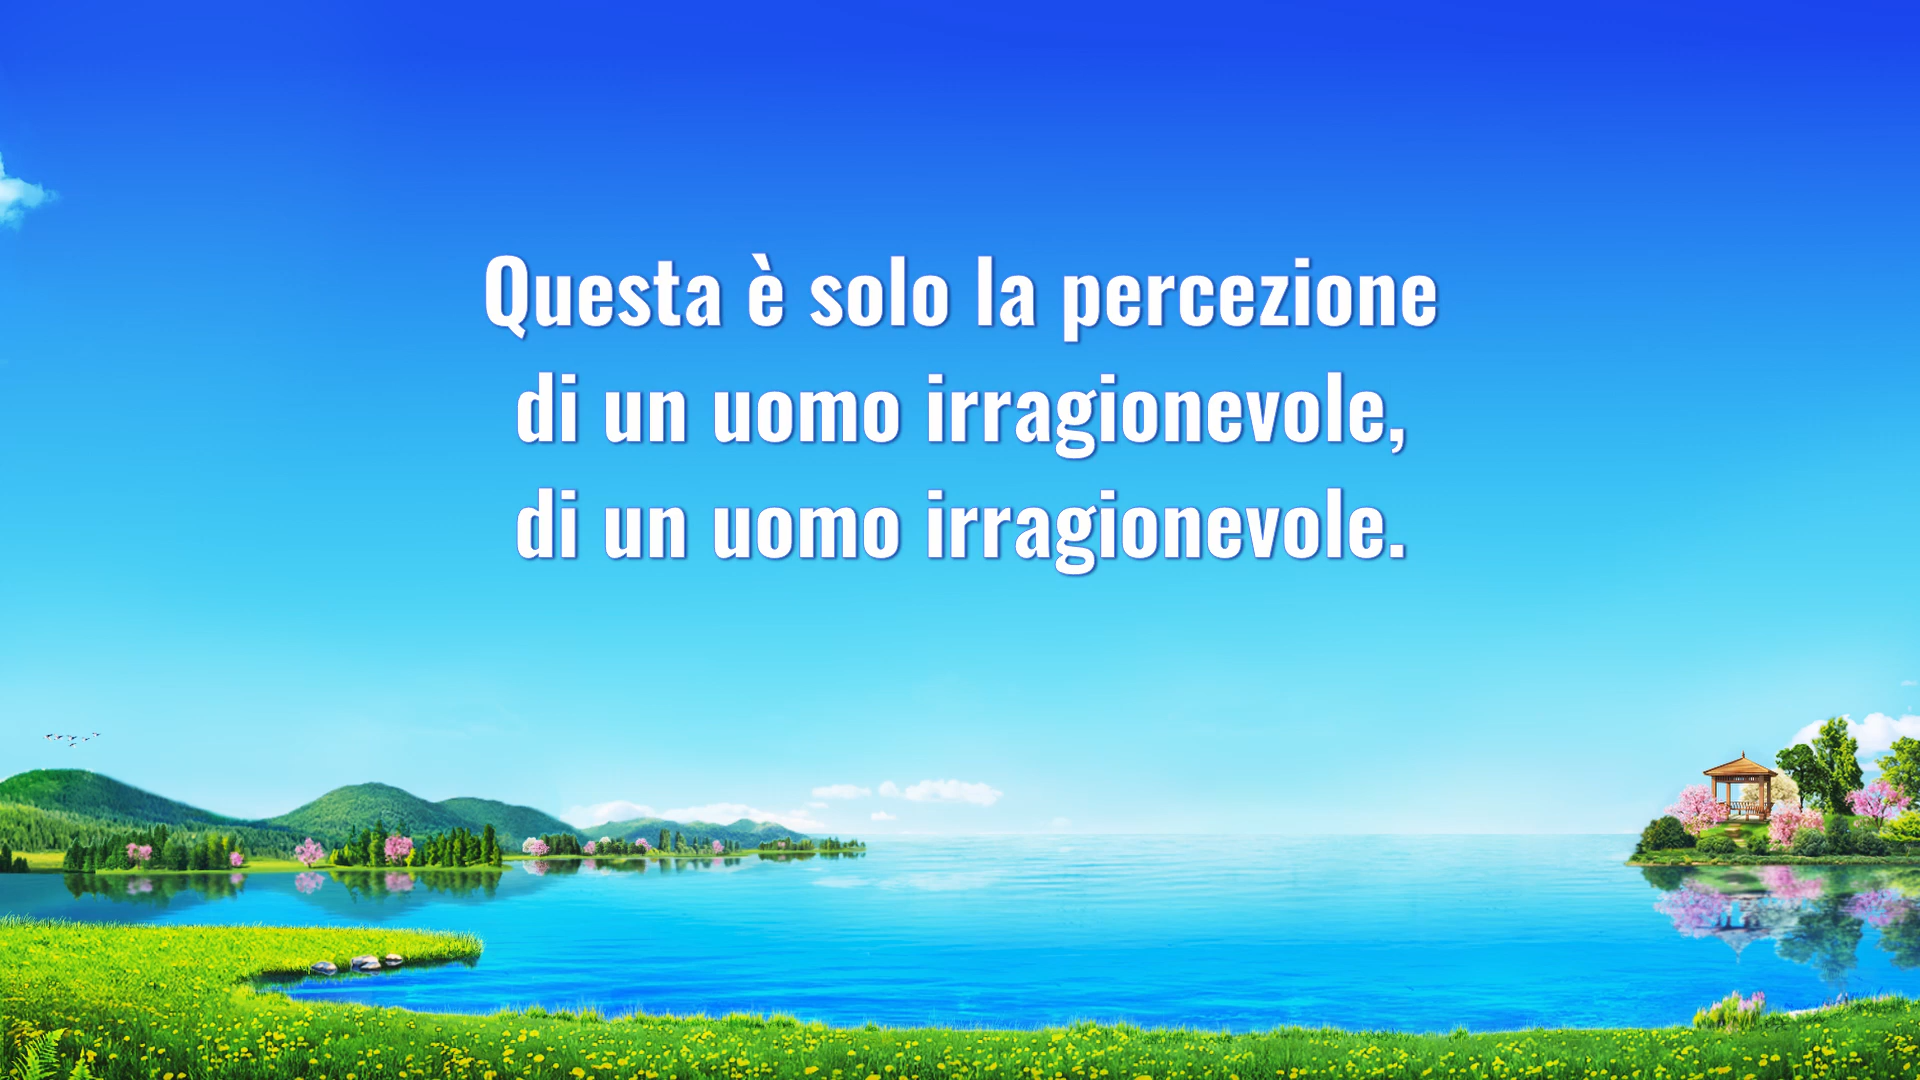 Questa è solo la percezione
di un uomo irragionevole,
di un uomo irragionevole.